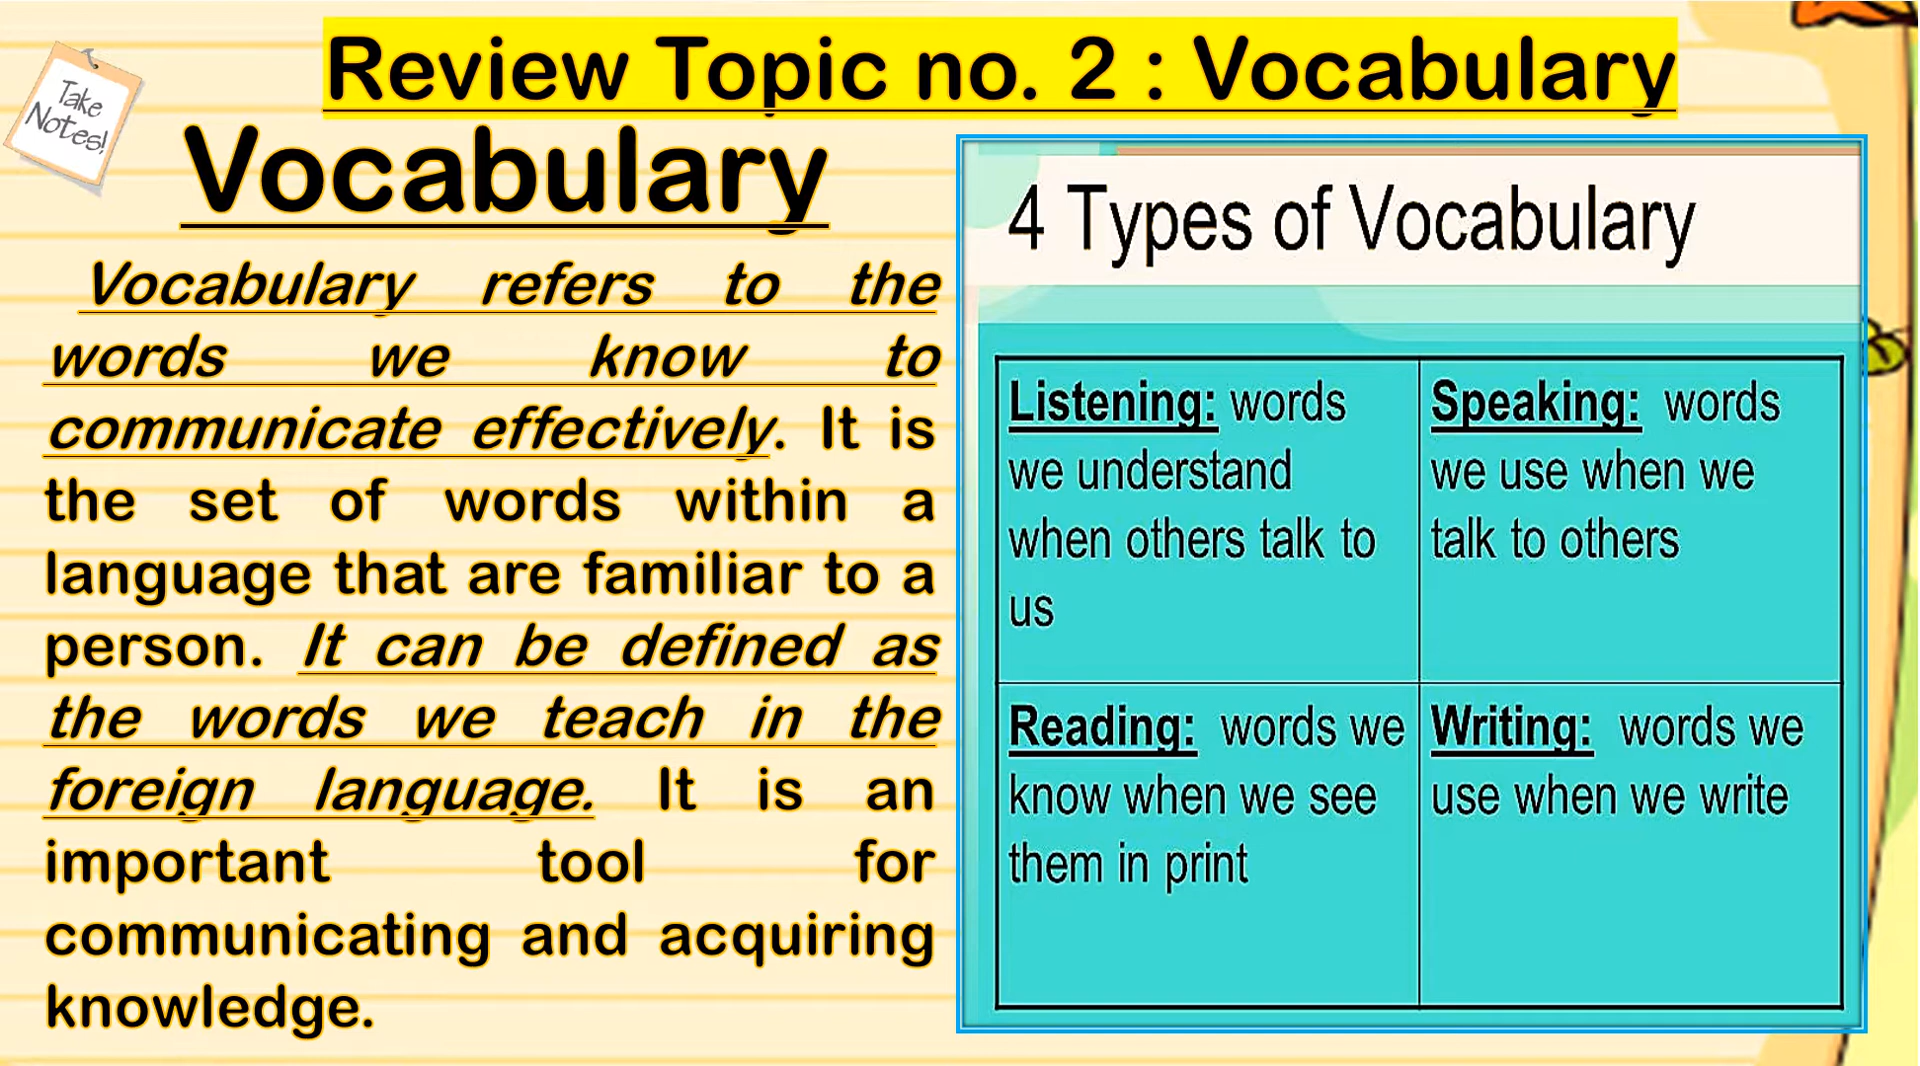 Review Topic no. 2 : Vocabulary
Take
Notes!
Vocabulary
Vocabulary refers to the
words we know to
communicate effectively. It is
the set of words within a
language that are familiar to a
person. It can be defined as
the words we teach in the
foreign language. It is an
important tool for
communicating and acquiring
knowledge.
4 Types of Vocabulary
Listening: words
we understand
when others talk to
us
Speaking: words
we use when we
talk to others
Reading: words we
know when we see
them in print
Writing: words we
use when we write